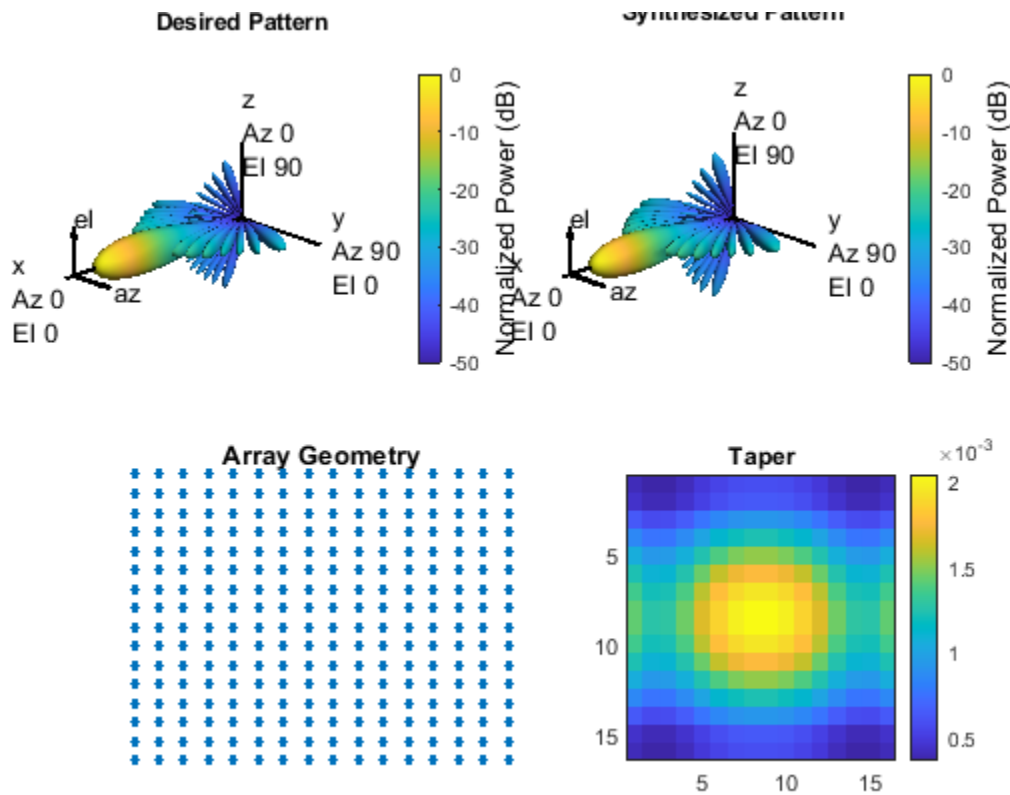 Desired Pattern
Synthesized Pattern
z
Az 0
El 90
y
Az 90
El 0
el
x
Az 0
El 0
az
0
-10
-20
-30
-40
-50
Normalized Power (dB)
z
Az 0
El 90
y
Az 90
El 0
el
x
Az 0
El 0
az
0
-10
-20
-30
-40
-50
Normalized Power (dB)
Array Geometry
Taper
×10⁻³
5
10
15
5
10
15
2
1.5
1
0.5